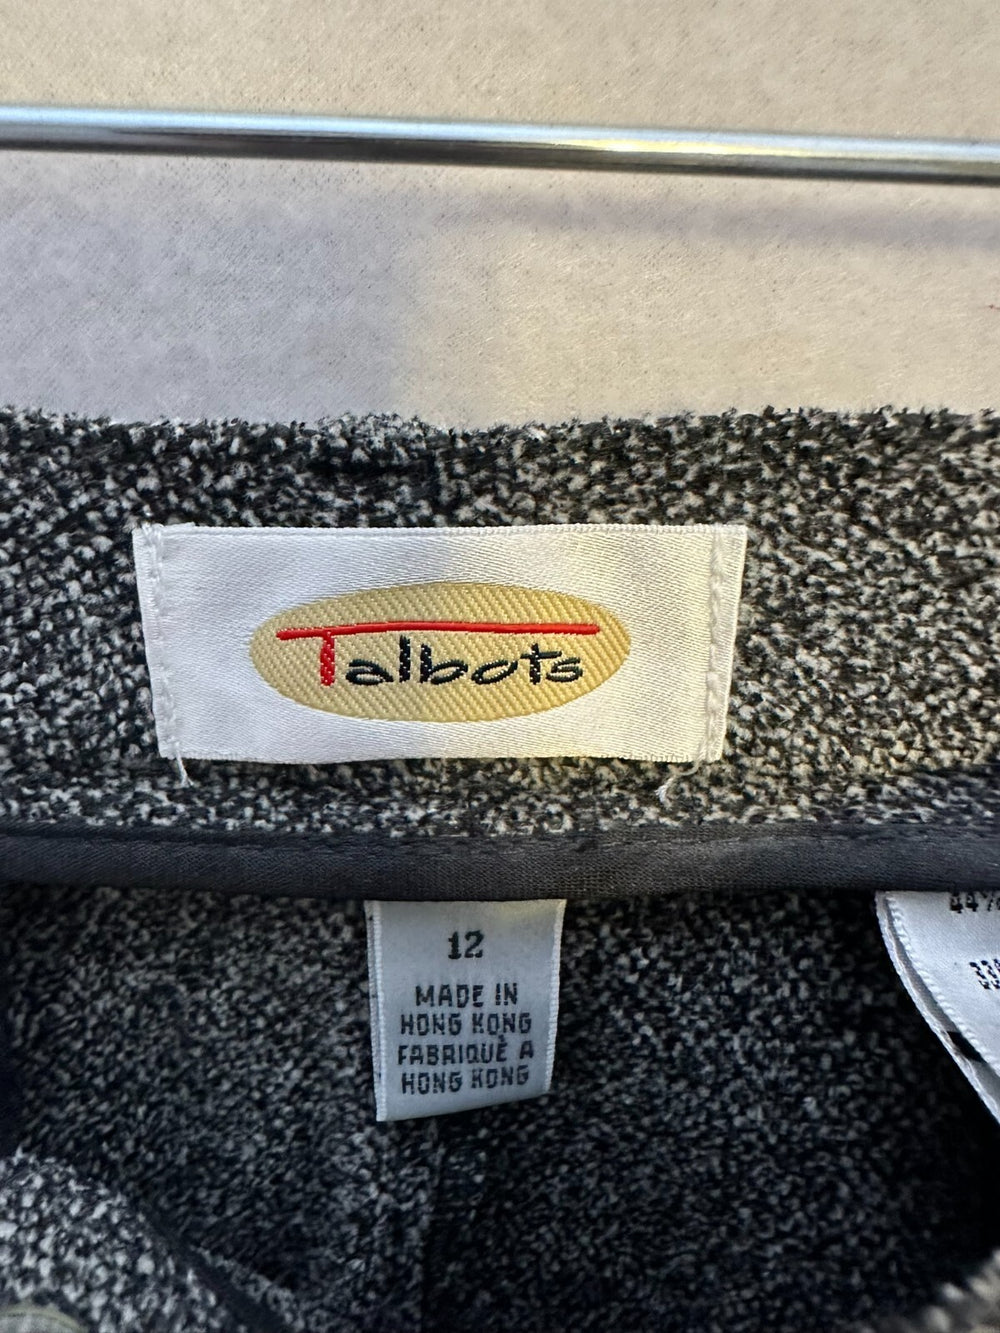 Talbots
12
MADE IN
HONG KONG
FABRIQUÈ A
HONG KONG